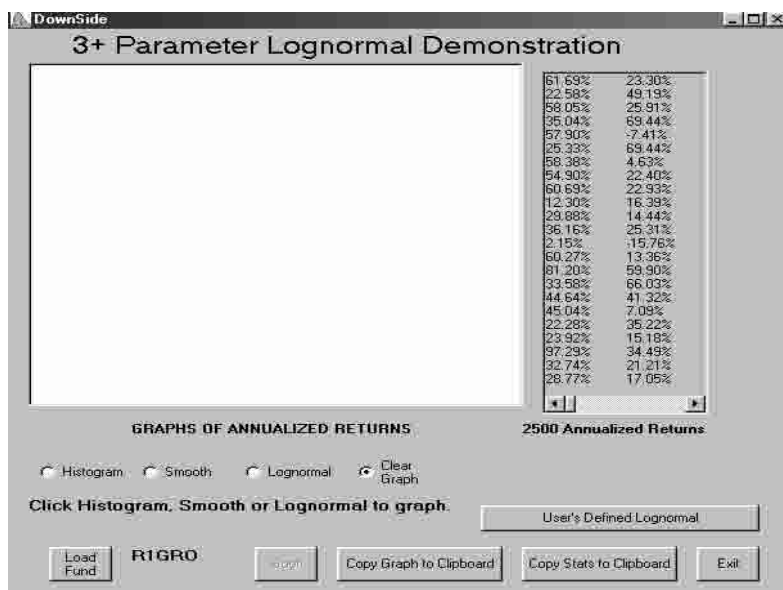 DownSide
3+ Parameter Lognormal Demonstration
61.69% 23.30%
22.58% 49.19%
58.05% 25.91%
35.04% 69.44%
57.90% -7.41%
25.33% 69.44%
58.38% 4.63%
54.90% 22.40%
60.69% 22.93%
12.30% 16.39%
29.88% 14.44%
36.16% 25.31%
2.15% -15.76%
60.27% 13.36%
81.20% 59.90%
33.58% 66.03%
44.64% 41.32%
45.04% 7.09%
22.28% 35.22%
23.92% 15.18%
97.29% 34.49%
32.74% 21.21%
28.77% 17.05%
GRAPHS OF ANNUALIZED RETURNS
2500 Annualized Returns
Histogram Smooth Lognormal Clear Graph
Click Histogram, Smooth or Lognormal to graph.
User's Defined Lognormal
Load Fund
R1GRO
Copy Graph to Clipboard
Copy Stats to Clipboard
Exit